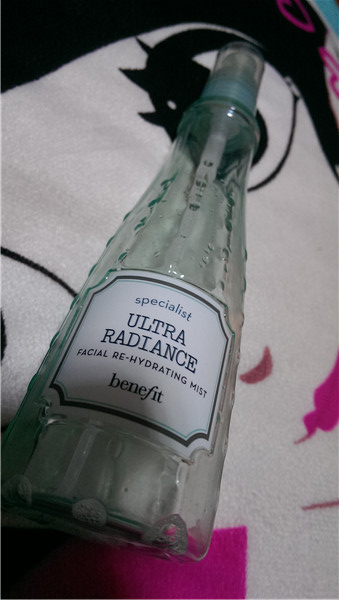 specialist
ULTRA
RADIANCE
FACIAL RE-HYDRATING MIST
benefit